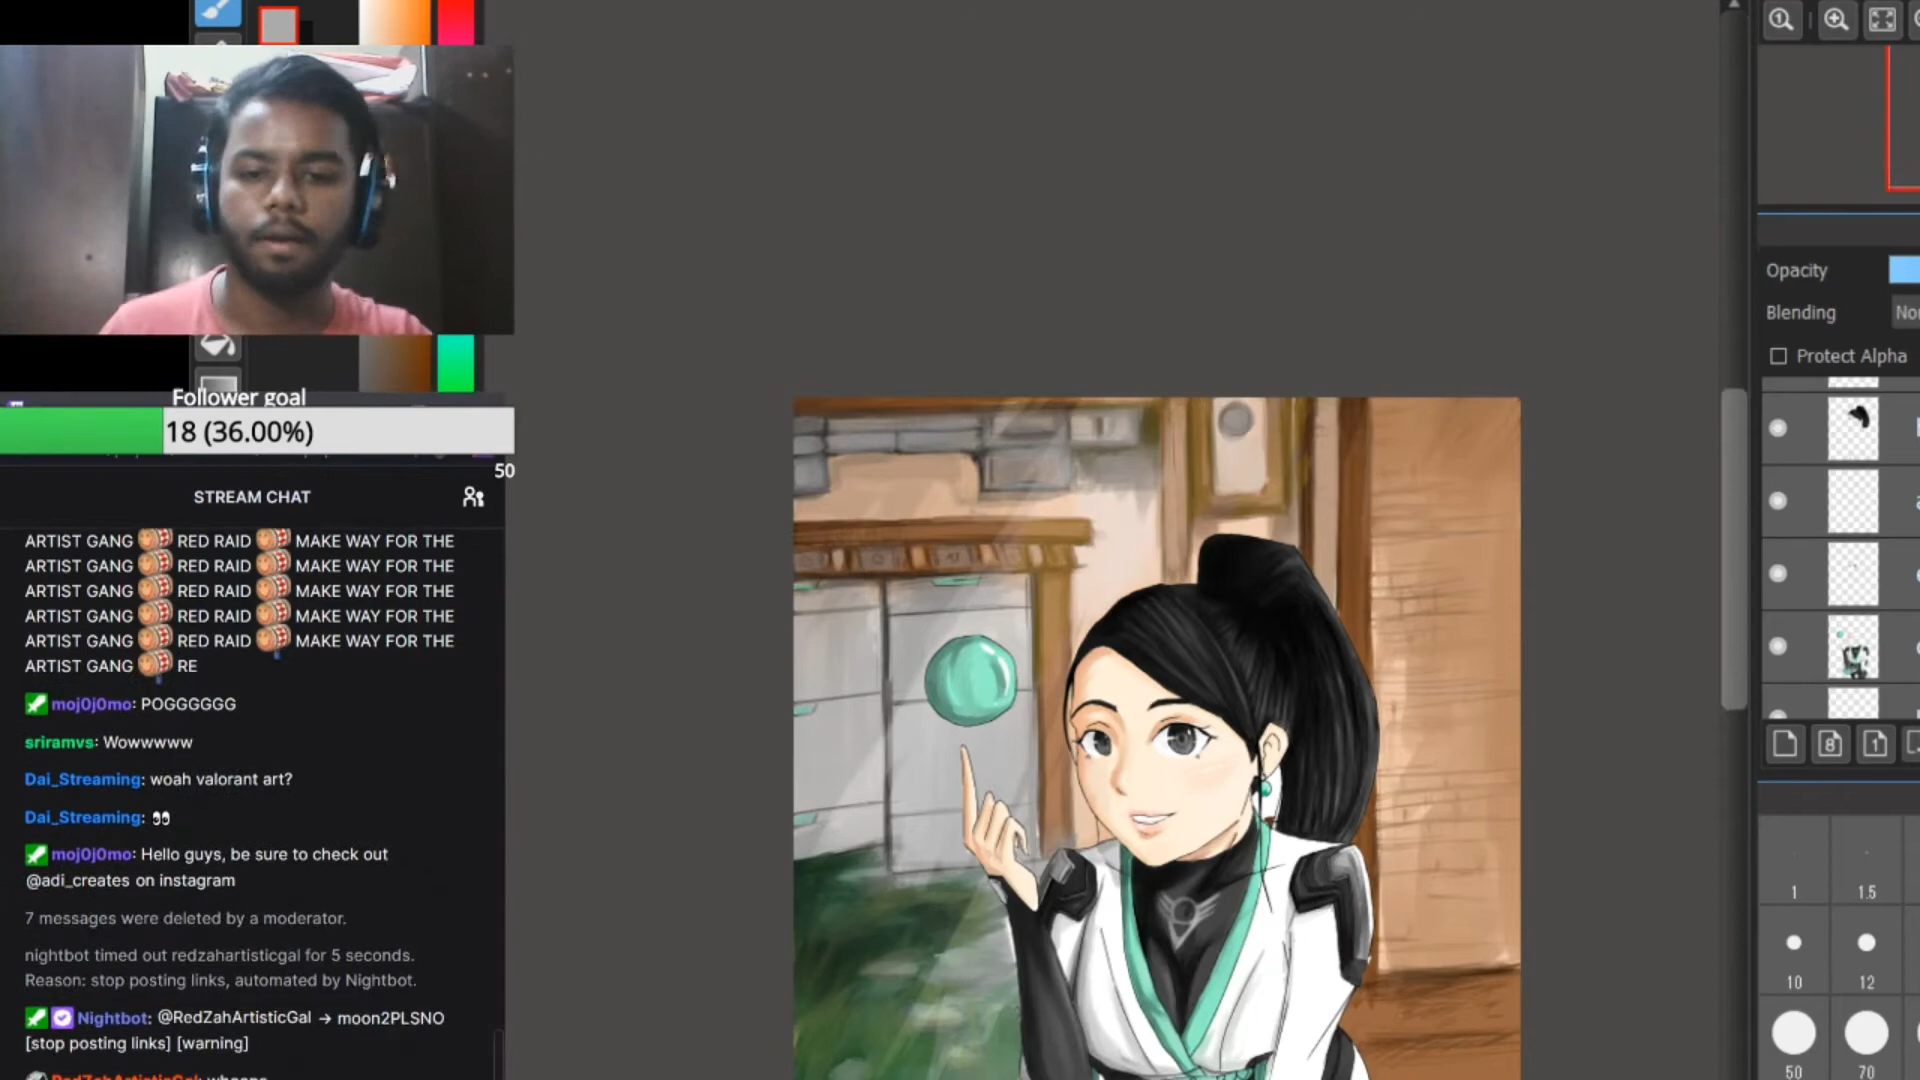 Follower goal
18 (36.00%)
50
STREAM CHAT
ARTIST GANG RED RAID MAKE WAY FOR THE
ARTIST GANG RED RAID MAKE WAY FOR THE
ARTIST GANG RED RAID MAKE WAY FOR THE
ARTIST GANG RED RAID MAKE WAY FOR THE
ARTIST GANG RED RAID MAKE WAY FOR THE
ARTIST GANG RE
moj0j0mo: POGGGGGG
sriramvs: Wowwwww
Dai_Streaming: woah valorant art?
Dai_Streaming: 👀
moj0j0mo: Hello guys, be sure to check out
@adi_creates on instagram
7 messages were deleted by a moderator.
nightbot timed out redzahartisticgal for 5 seconds.
Reason: stop posting links, automated by Nightbot.
Nightbot: @RedZahArtisticGal → moon2PLSNO
[stop posting links] [warning]
Opacity
Blending
Protect Alpha
8
1
1 1.5
10 12
50 70